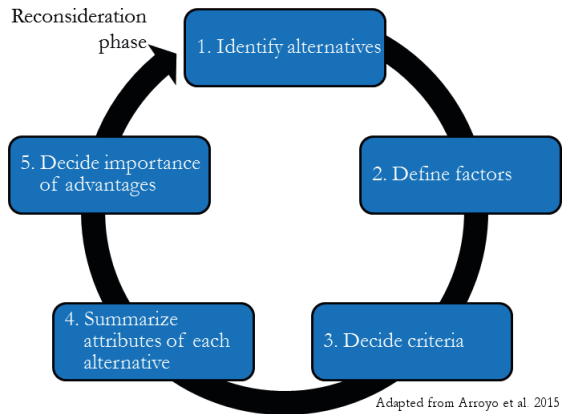 Reconsideration
phase
1. Identify alternatives
2. Define factors
3. Decide criteria
4. Summarize
attributes of each
alternative
5. Decide importance
of advantages
Adapted from Arroyo et al. 2015